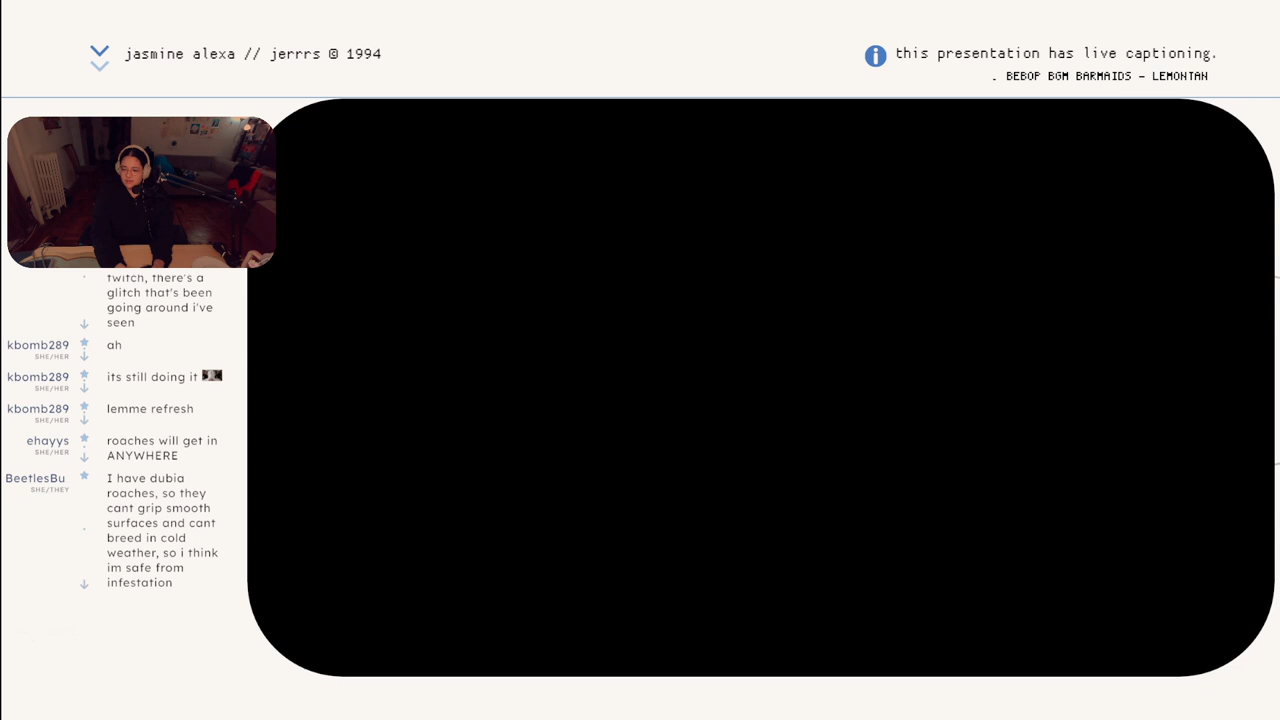 jasmine alexa // jerrrs © 1994
this presentation has live captioning.
. BEBOP BGM BARMAIDS - LEMONTAN
twitch, there's a
glitch that's been
going around i've
seen
kbomb289 ah
SHE/HER
kbomb289 its still doing it
SHE/HER
kbomb289 lemme refresh
SHE/HER
ehayys roaches will get in
SHE/HER ANYWHERE
BeetlesBu I have dubia
SHE/THEY roaches, so they
cant grip smooth
surfaces and cant
breed in cold
weather, so i think
im safe from
infestation